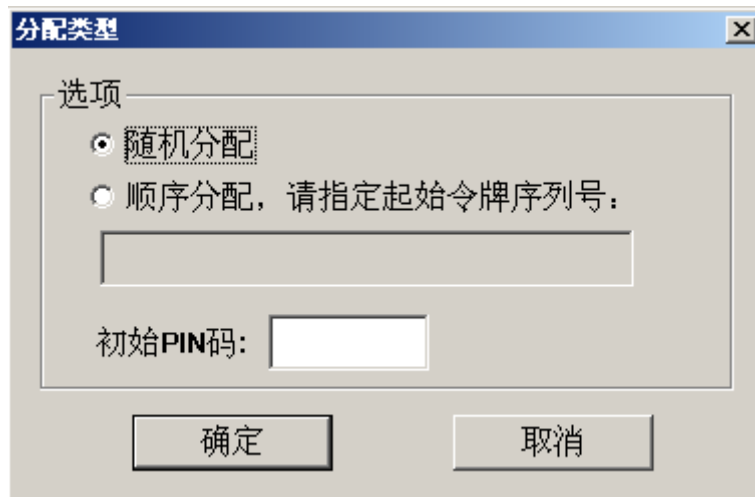 分配类型
选项
随机分配
顺序分配，请指定起始令牌序列号：
初始PIN码:
确定
取消